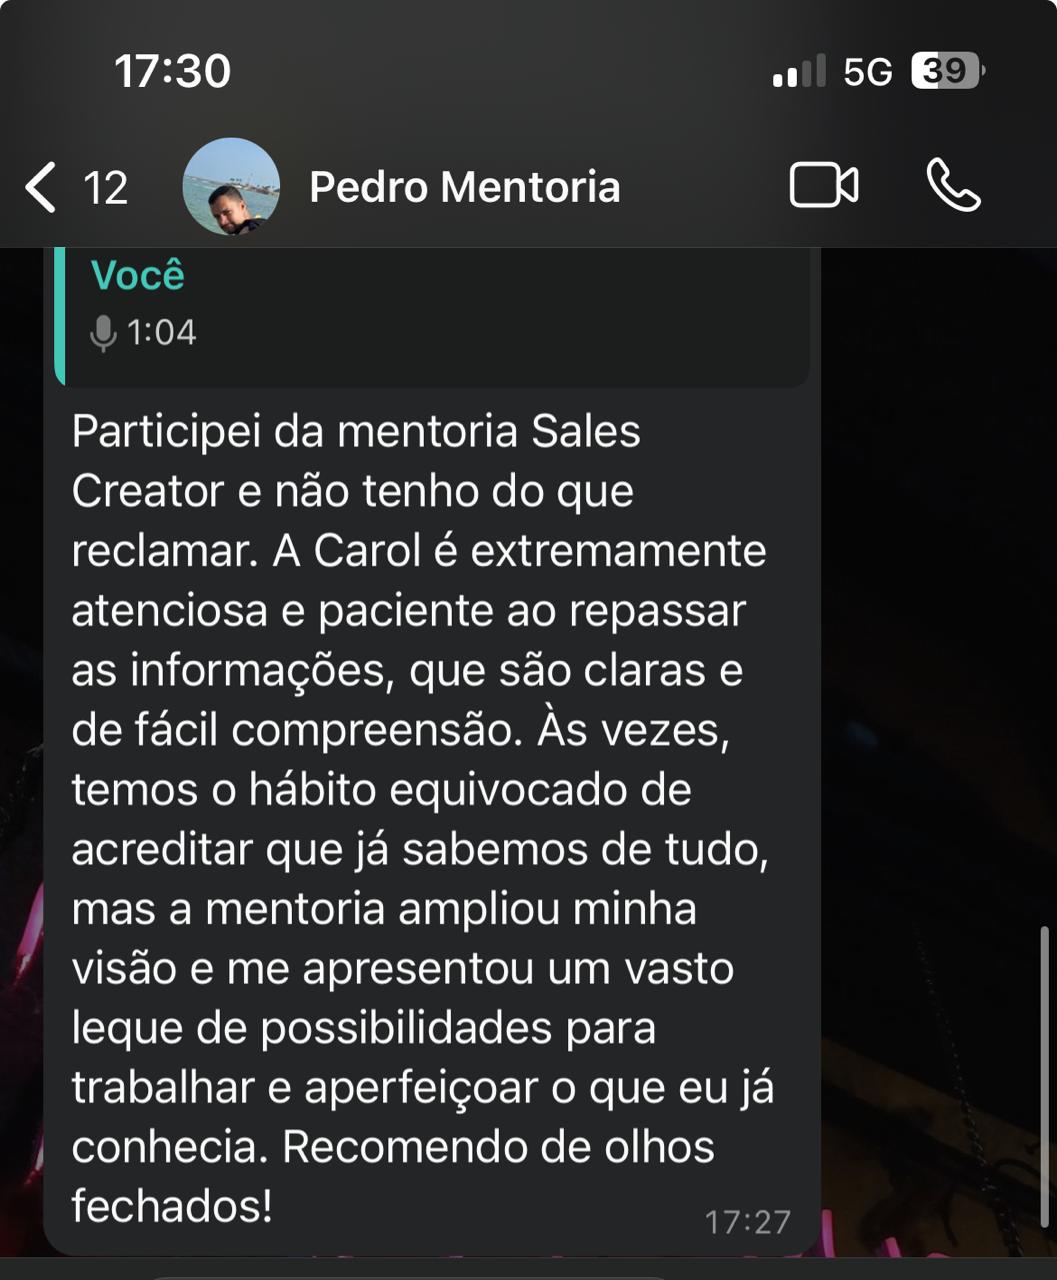 17:30
5G
39
12
Pedro Mentoria
Você
1:04
Participei da mentoria Sales
Creator e não tenho do que
reclamar. A Carol é extremamente
atenciosa e paciente ao repassar
as informações, que são claras e
de fácil compreensão. Às vezes,
temos o hábito equivocado de
acreditar que já sabemos de tudo,
mas a mentoria ampliou minha
visão e me apresentou um vasto
leque de possibilidades para
trabalhar e aperfeiçoar o que eu já
conhecia. Recomendo de olhos
fechados!
17:27